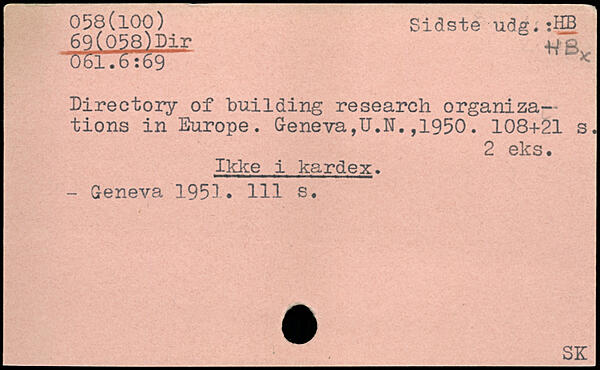 058(100)
Sidste udg.:HB
69(058)Dir
HBx
061.6:69
Directory of building research organiza-
tions in Europe. Geneva,U.N.,1950. 108+21 s.
2 eks.
Ikke i kardex.
- Geneva 1951. 111 s.
SK